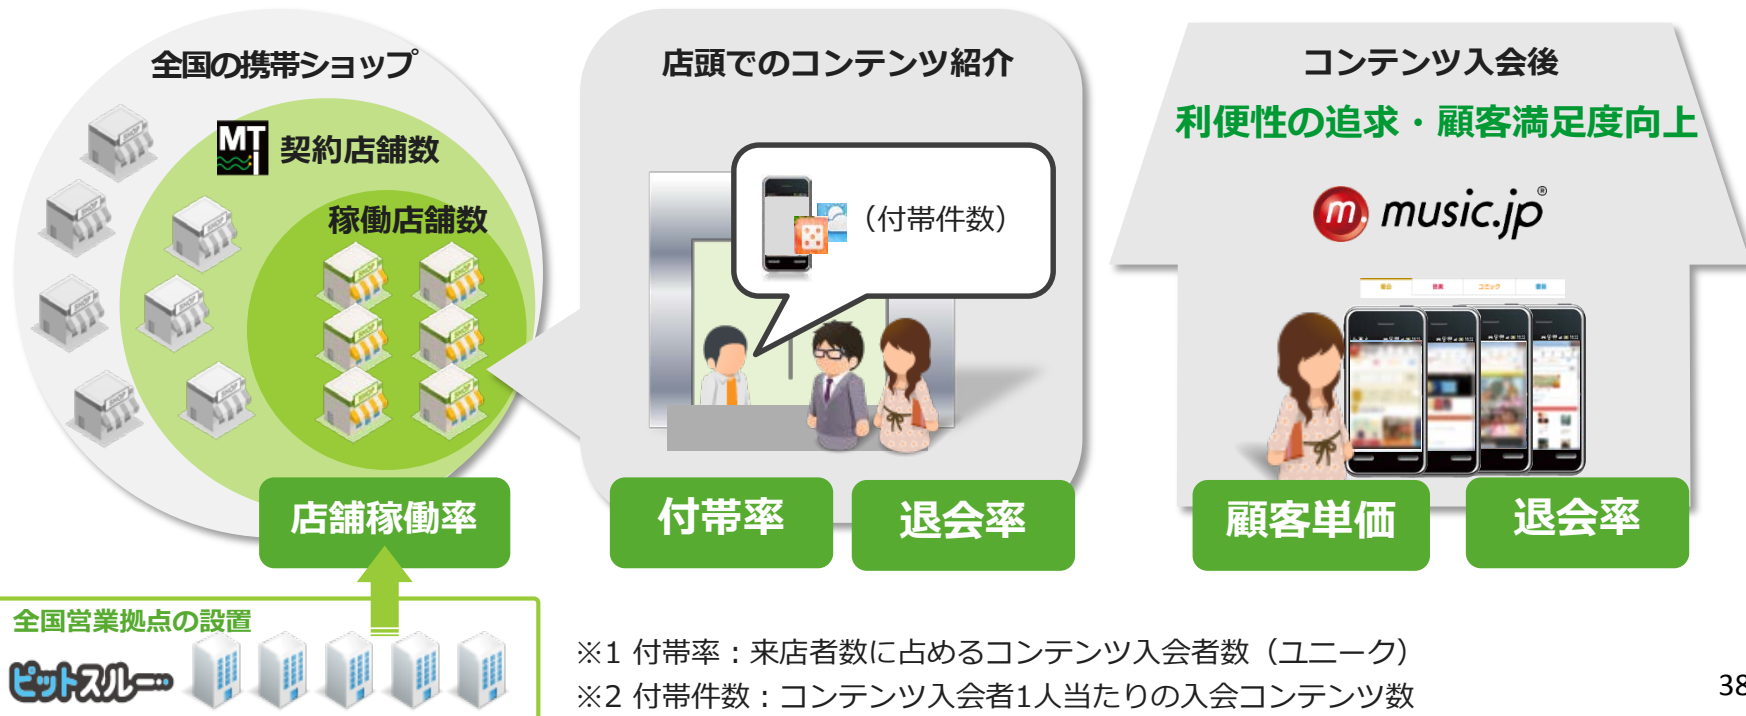 全国の携帯ショップ
MTI 契約店舗数
稼働店舗数
店舗稼働率
全国営業拠点の設置
ピットスルー
店頭でのコンテンツ紹介
（付帯件数）
付帯率
退会率
コンテンツ入会後
利便性の追求・顧客満足度向上
m. music.jp®
顧客単価
退会率
※1 付帯率：来店者数に占めるコンテンツ入会者数（ユニーク）
※2 付帯件数：コンテンツ入会者1人当たりの入会コンテンツ数
38